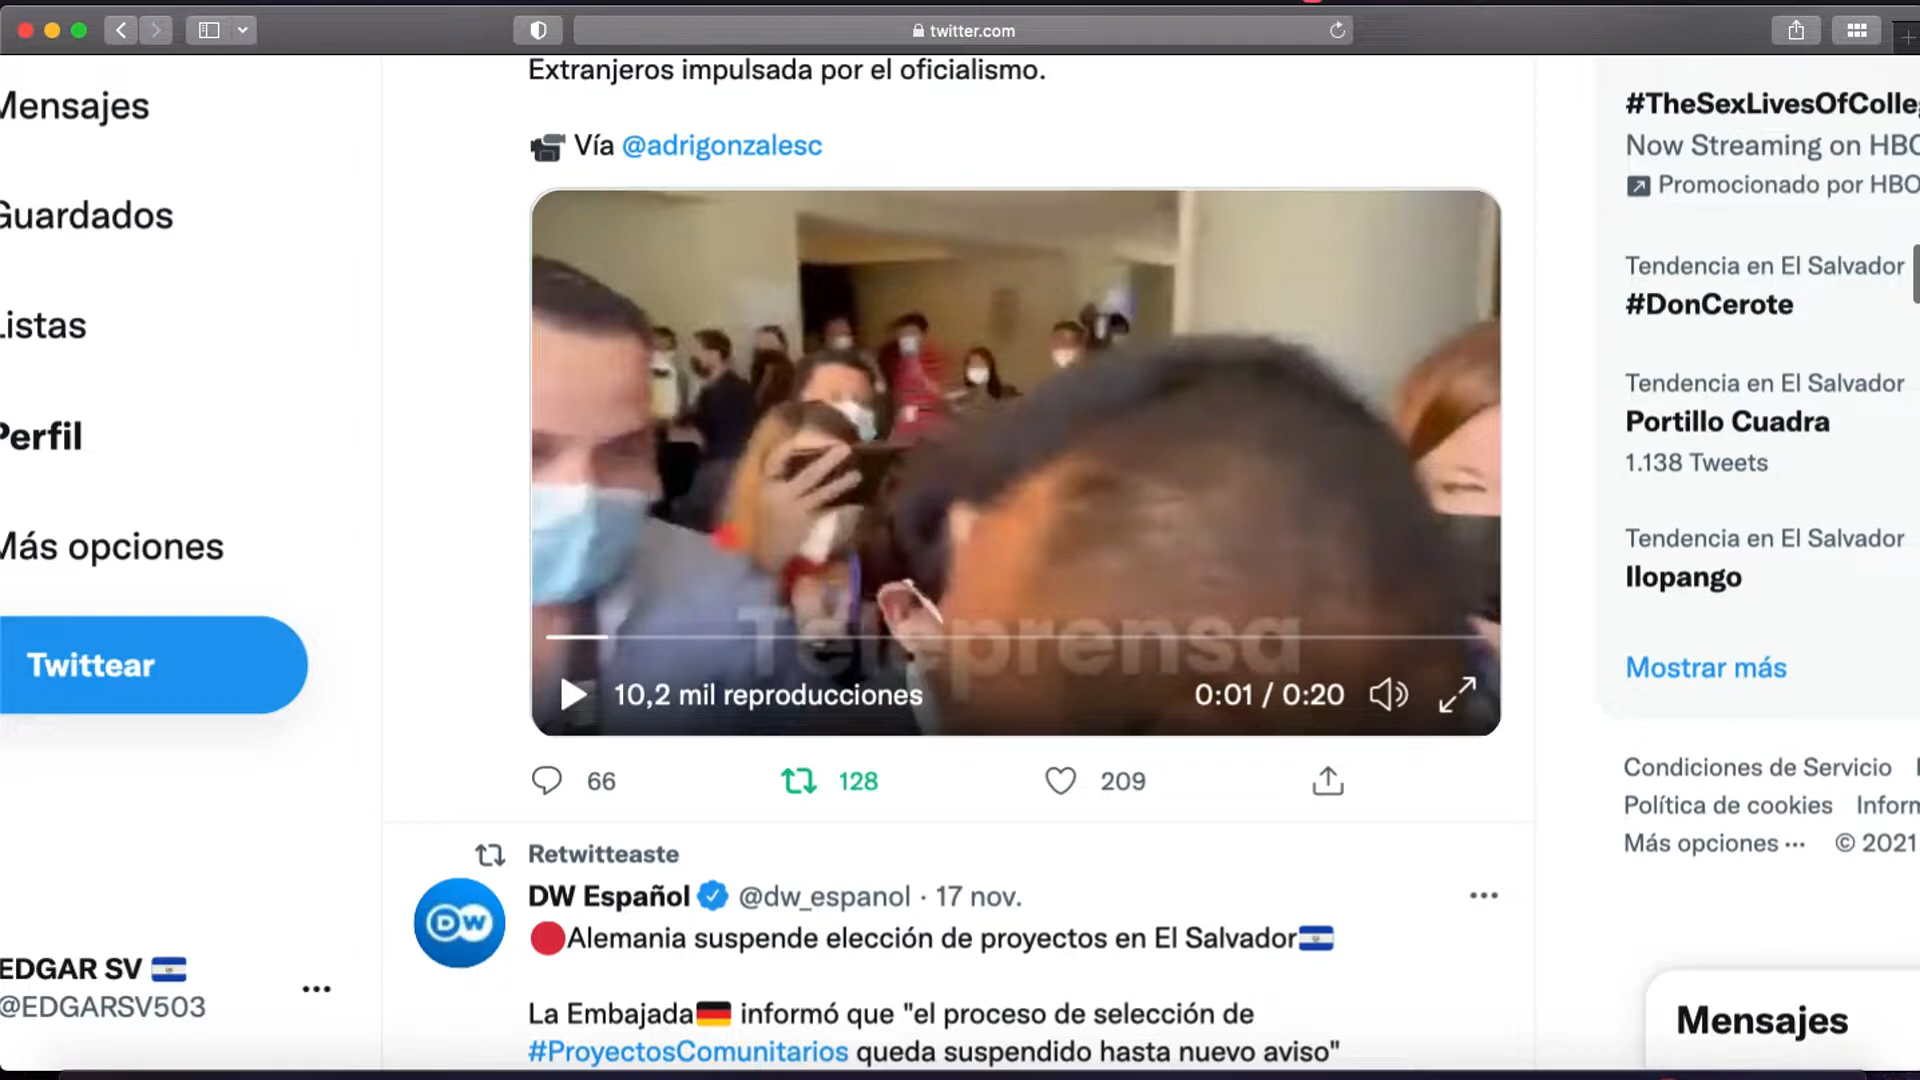 twitter.com
Mensajes
Guardados
Listas
Perfil
Más opciones
Twittear
EDGAR SV
@EDGARSV503
Extranjeros impulsada por el oficialismo.
Vía @adrigonzalesc
Teleprensa
10,2 mil reproducciones
0:01 / 0:20
66
128
209
Retwitteaste
DW Español @dw_espanol · 17 nov.
DW
Alemania suspende elección de proyectos en El Salvador
La Embajada informó que "el proceso de selección de
#ProyectosComunitarios queda suspendido hasta nuevo aviso"
#TheSexLivesOfColleg
Now Streaming on HBO
Promocionado por HBO
Tendencia en El Salvador
#DonCerote
Tendencia en El Salvador
Portillo Cuadra
1.138 Tweets
Tendencia en El Salvador
Ilopango
Mostrar más
Condiciones de Servicio
Política de cookies Inform
Más opciones ··· © 2021
Mensajes